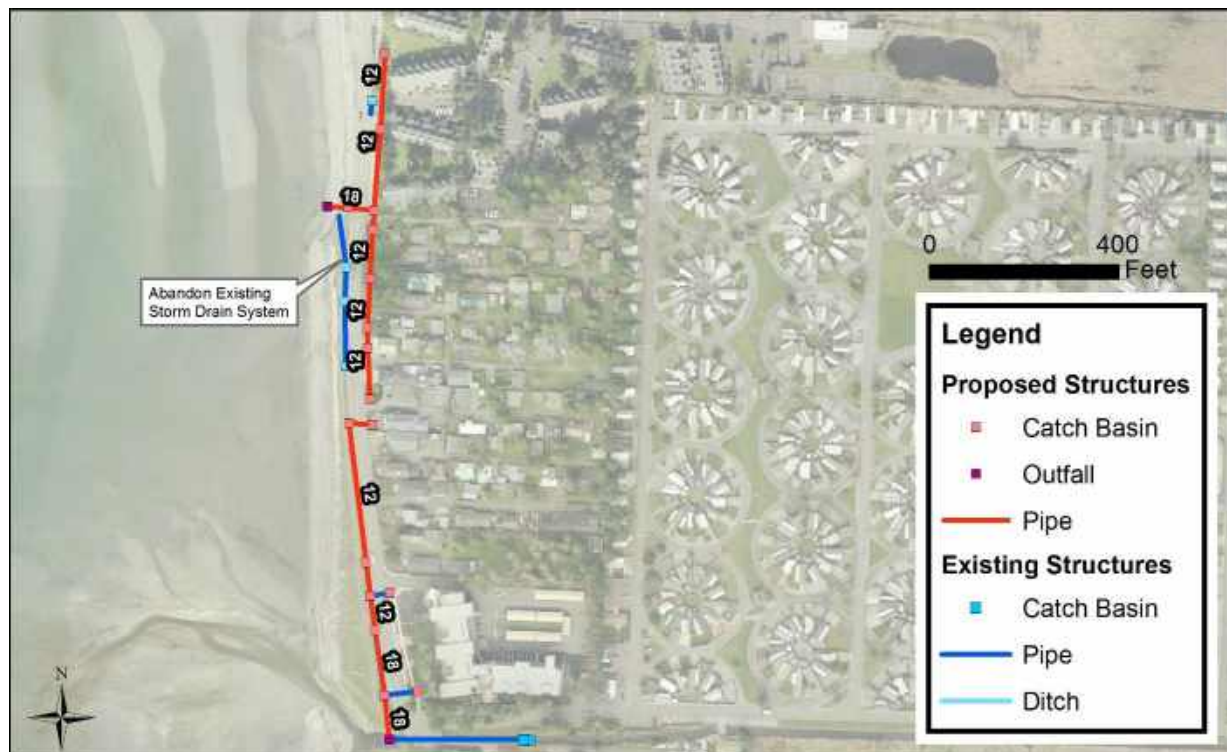 12
12
18
12
Abandon Existing
Storm Drain System
12
12
12
12
18
18
N
0 400
Feet
Legend
Proposed Structures
Catch Basin
Outfall
Pipe
Existing Structures
Catch Basin
Pipe
Ditch